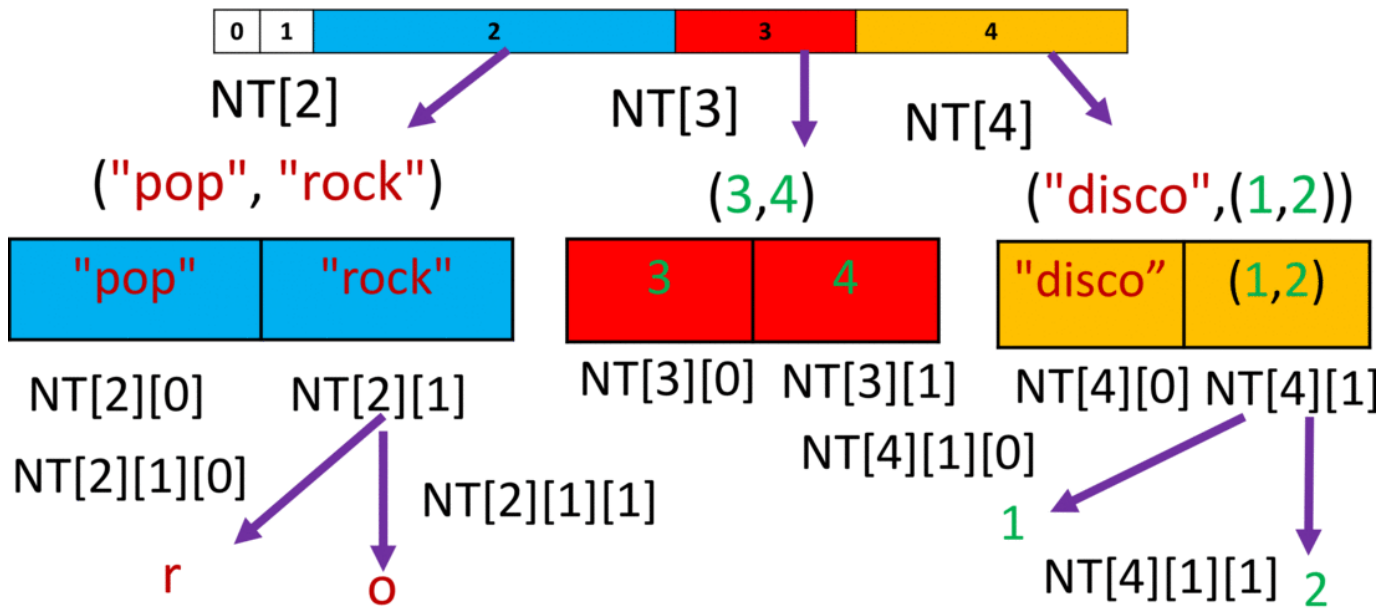 0 1 2 3 4
NT[2] NT[3] NT[4]
("pop", "rock") (3,4) ("disco",(1,2))
"pop" "rock" 3 4 "disco” (1,2)
NT[2][0] NT[2][1] NT[3][0] NT[3][1] NT[4][0] NT[4][1]
NT[2][1][0] NT[2][1][1] NT[4][1][0]
r o 1 NT[4][1][1] 2